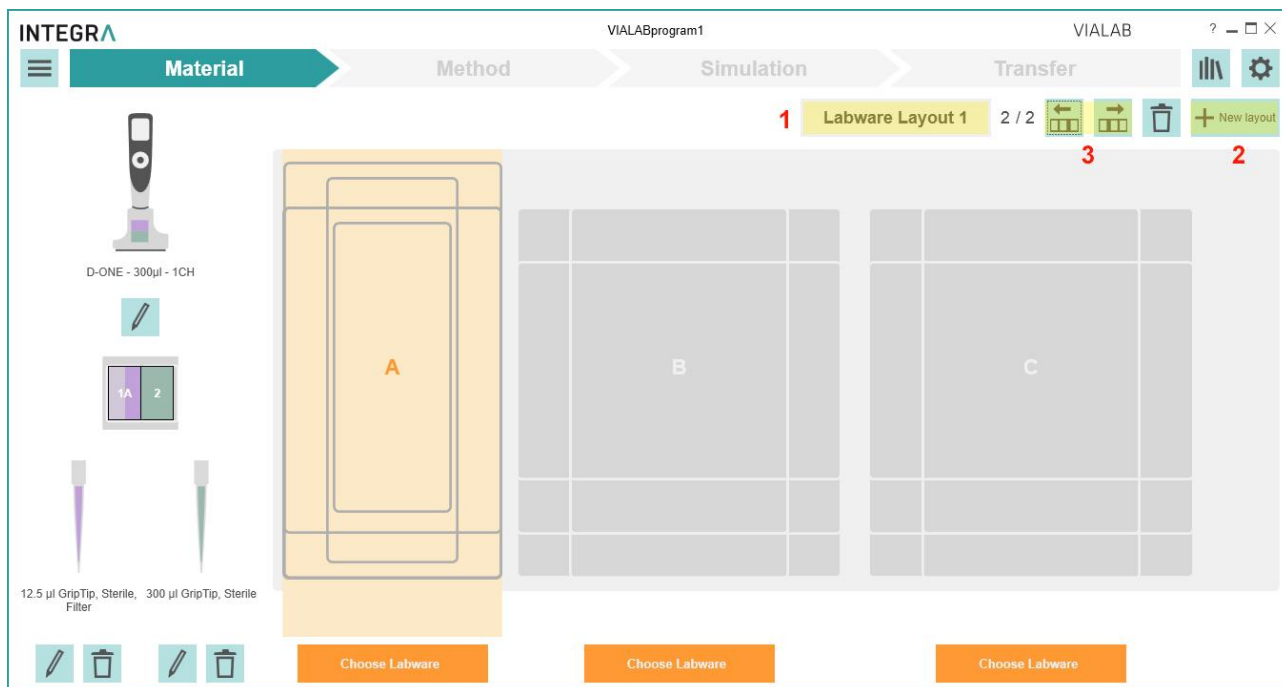 INTEGRA
VIALABprogram1
VIALAB
?
Material
Method
Simulation
Transfer
1
Labware Layout 1
2 / 2
+ New layout
3
2
D-ONE - 300µl - 1CH
1A
2
A
B
C
12.5 µl GripTip, Sterile,
Filter
300 µl GripTip, Sterile
Choose Labware
Choose Labware
Choose Labware